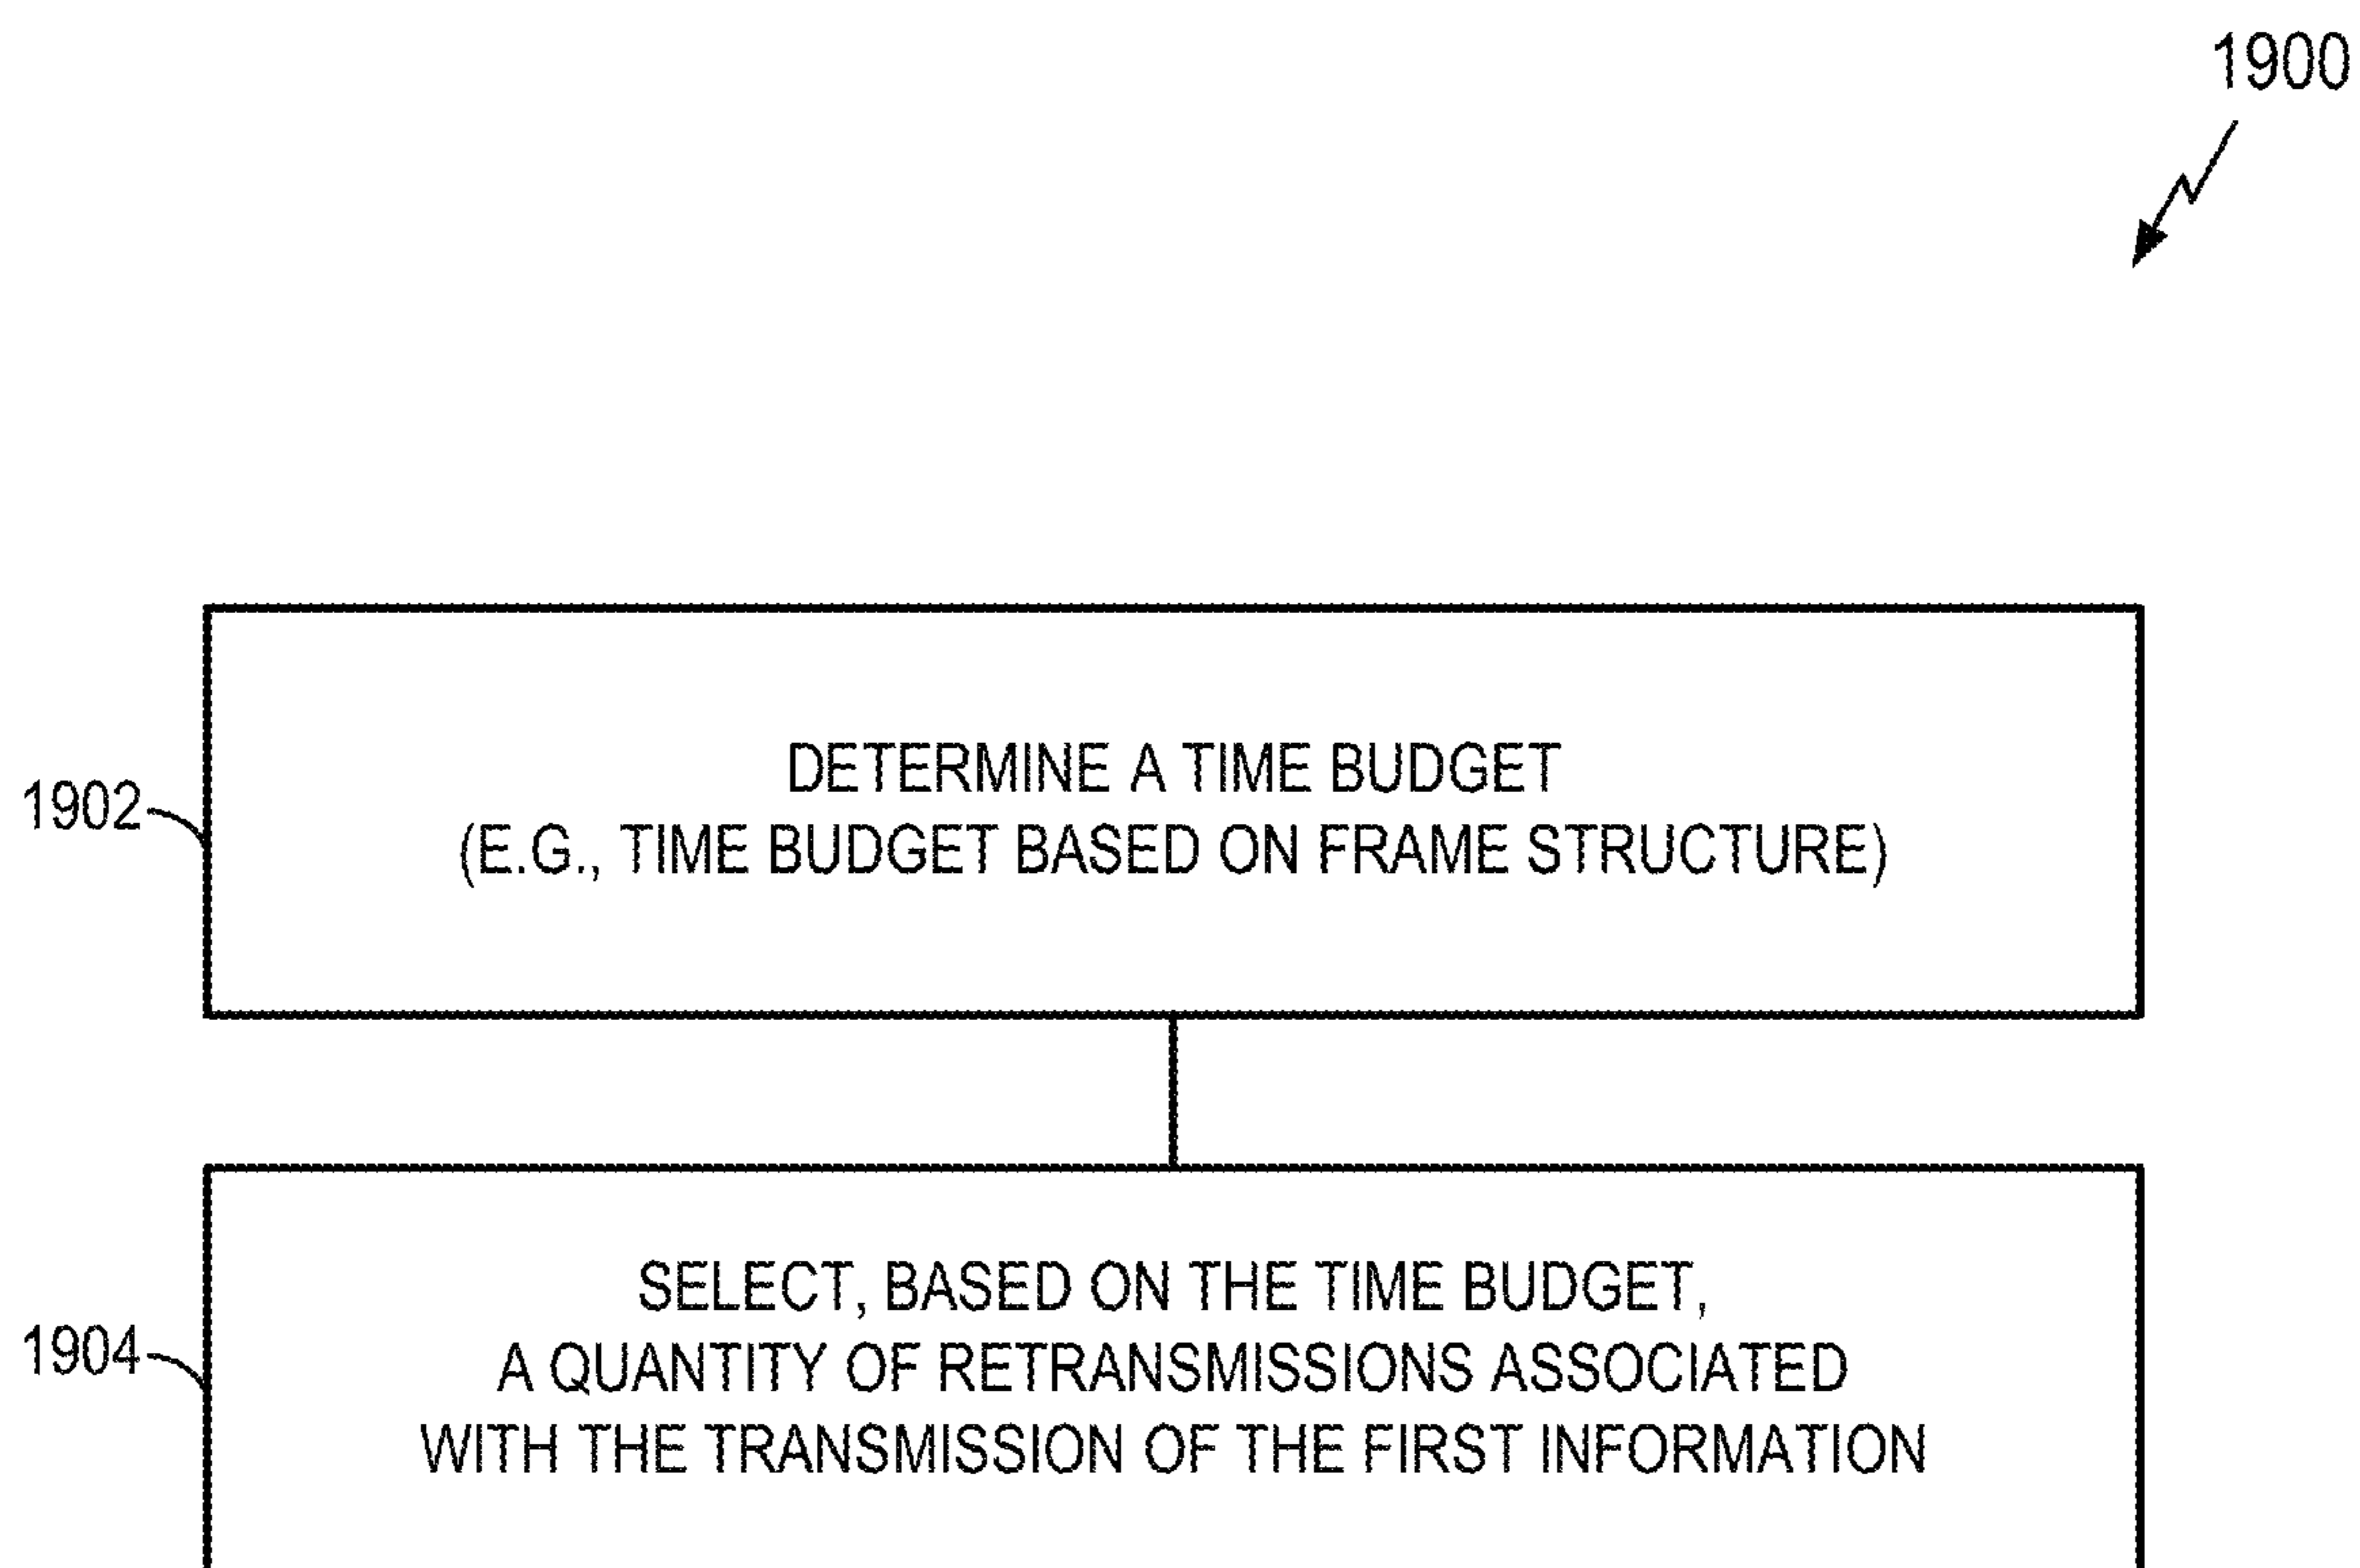 1900
1902
DETERMINE A TIME BUDGET
(E.G., TIME BUDGET BASED ON FRAME STRUCTURE)
1904
SELECT, BASED ON THE TIME BUDGET,
A QUANTITY OF RETRANSMISSIONS ASSOCIATED
WITH THE TRANSMISSION OF THE FIRST INFORMATION